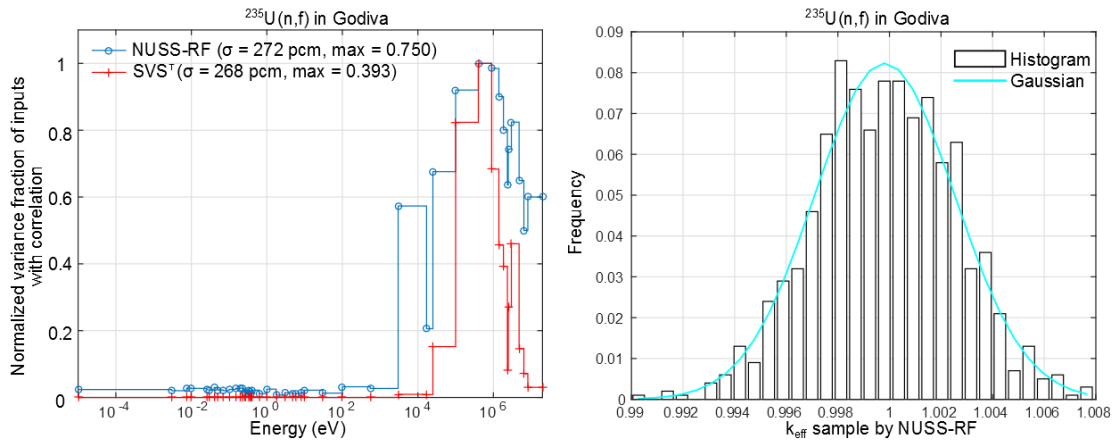 ²³⁵U(n,f) in Godiva
NUSS-RF (σ = 272 pcm, max = 0.750)
SVSᵀ (σ = 268 pcm, max = 0.393)
Normalized variance fraction of inputs
with correlation
1
0.8
0.6
0.4
0.2
0
10⁻⁴
10⁻²
10⁰
10²
10⁴
10⁶
Energy (eV)
²³⁵U(n,f) in Godiva
Histogram
Gaussian
Frequency
0.09
0.08
0.07
0.06
0.05
0.04
0.03
0.02
0.01
0
0.99
0.992
0.994
0.996
0.998
1
1.002
1.004
1.006
1.008
k_eff sample by NUSS-RF